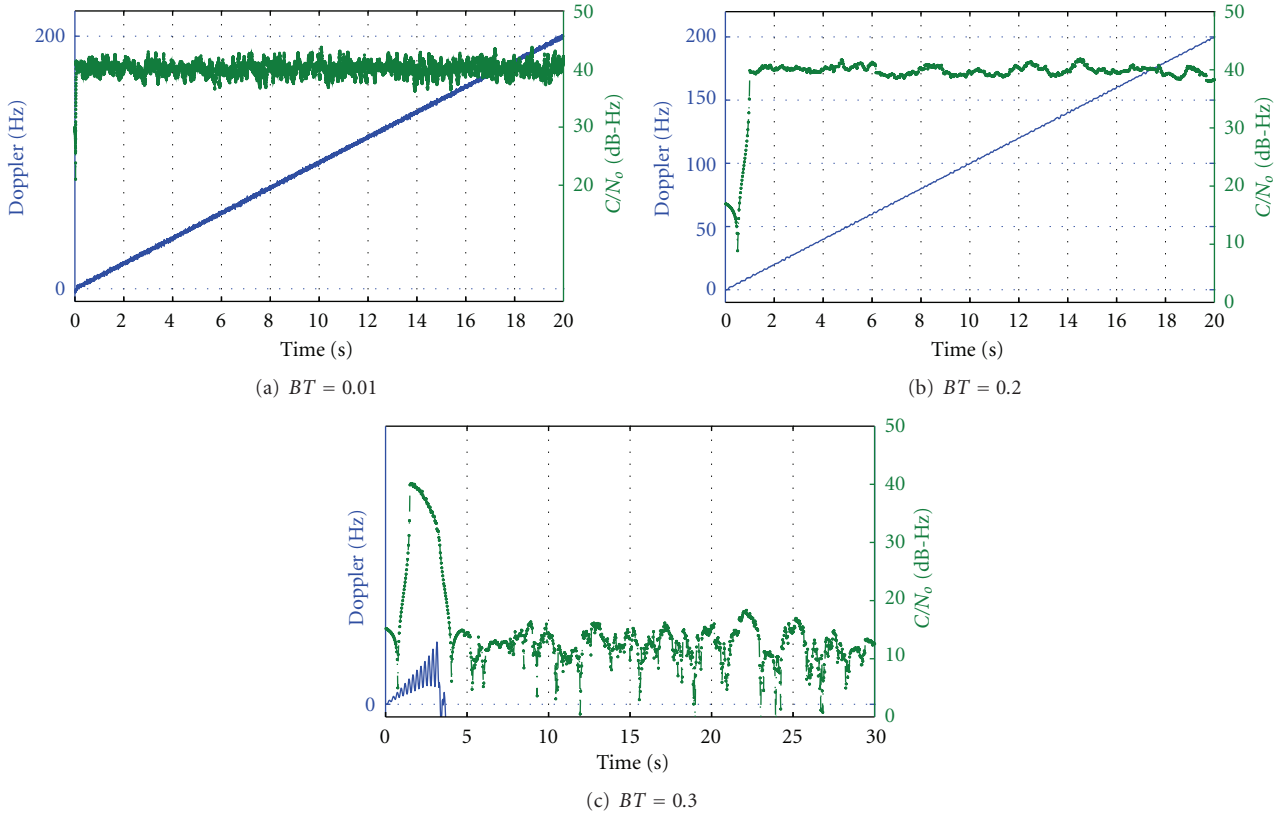 200
0
Doppler (Hz)
50
40
30
20
C/Nₒ (dB-Hz)
0 2 4 6 8 10 12 14 16 18 20
Time (s)
(a) BT = 0.01
200
150
100
50
0
Doppler (Hz)
50
40
30
20
10
0
C/Nₒ (dB-Hz)
0 2 4 6 8 10 12 14 16 18 20
Time (s)
(b) BT = 0.2
0
Doppler (Hz)
50
40
30
20
10
0
C/Nₒ (dB-Hz)
0 5 10 15 20 25 30
Time (s)
(c) BT = 0.3